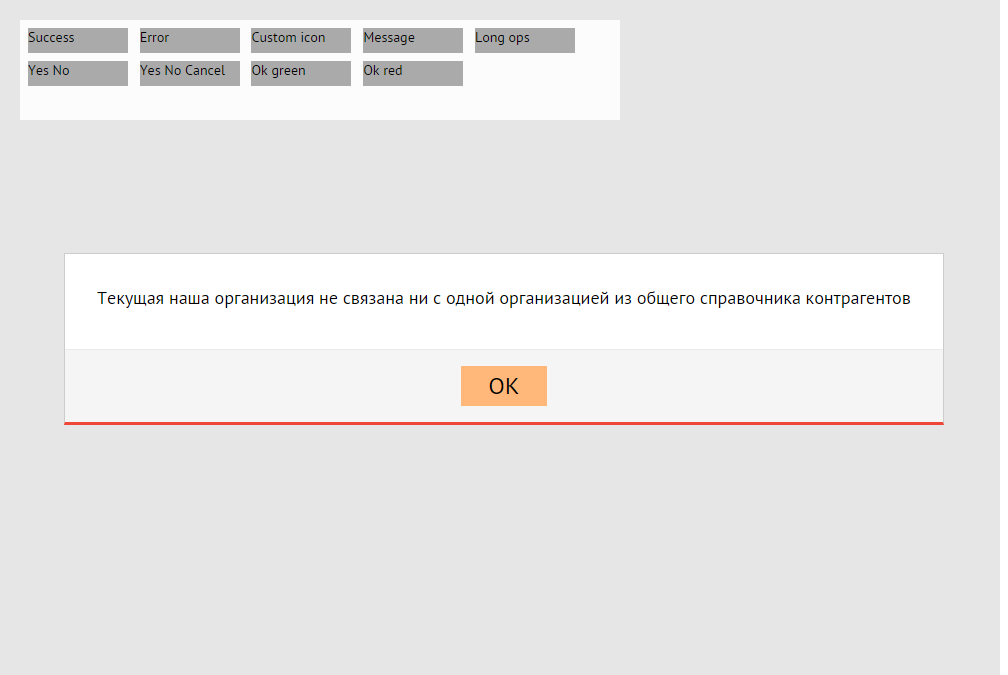 Success Error Custom icon Message Long ops
Yes No Yes No Cancel Ok green Ok red
Текущая наша организация не связана ни с одной организацией из общего справочника контрагентов
OK